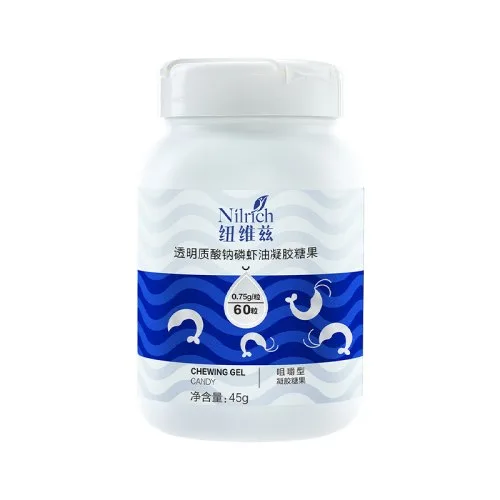 Nilrich
纽维兹
透明质酸钠磷虾油凝胶糖果
0.75g/粒
60粒
CHEWING GEL
CANDY
咀嚼型
凝胶糖果
净含量:45g